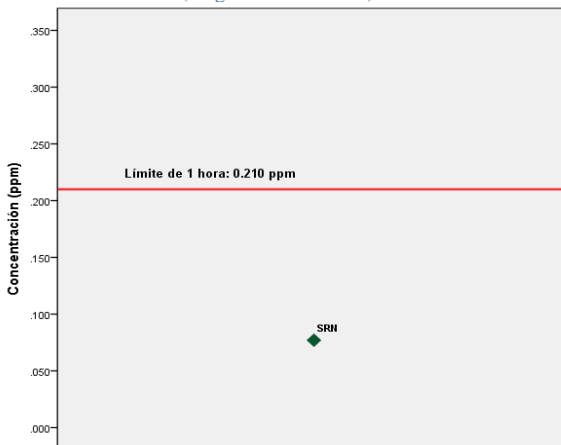 .350
.300
.250
Límite de 1 hora: 0.210 ppm
.200
.150
.100
SRN
.050
.000
Concentración (ppm)